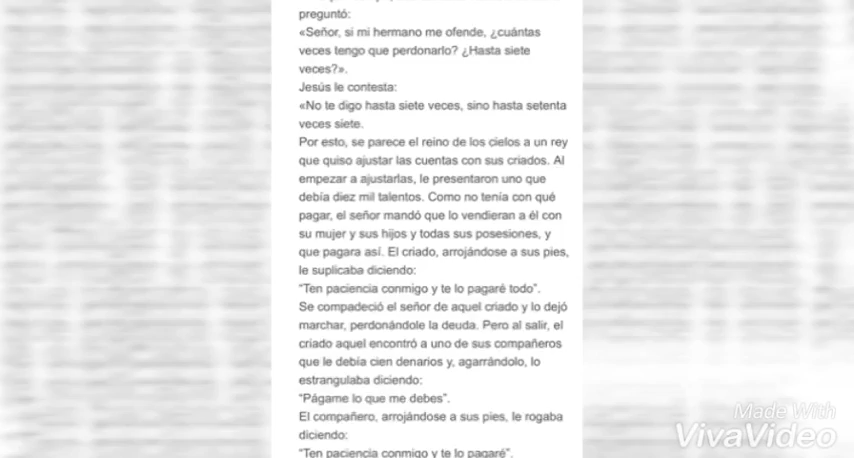 preguntó:
«Señor, si mi hermano me ofende, ¿cuántas
veces tengo que perdonarlo? ¿Hasta siete
veces?».
Jesús le contesta:
«No te digo hasta siete veces, sino hasta setenta
veces siete.
Por esto, se parece el reino de los cielos a un rey
que quiso ajustar las cuentas con sus criados. Al
empezar a ajustarlas, le presentaron uno que
debía diez mil talentos. Como no tenía con qué
pagar, el señor mandó que lo vendieran a él con
su mujer y sus hijos y todas sus posesiones, y
que pagara así. El criado, arrojándose a sus pies,
le suplicaba diciendo:
“Ten paciencia conmigo y te lo pagaré todo”.
Se compadeció el señor de aquel criado y lo dejó
marchar, perdonándole la deuda. Pero al salir, el
criado aquel encontró a uno de sus compañeros
que le debía cien denarios y, agarrándolo, lo
estrangulaba diciendo:
“Págame lo que me debes”.
El compañero, arrojándose a sus pies, le rogaba
diciendo:
“Ten paciencia conmigo y te lo pagaré”.
Made With
VivaVideo